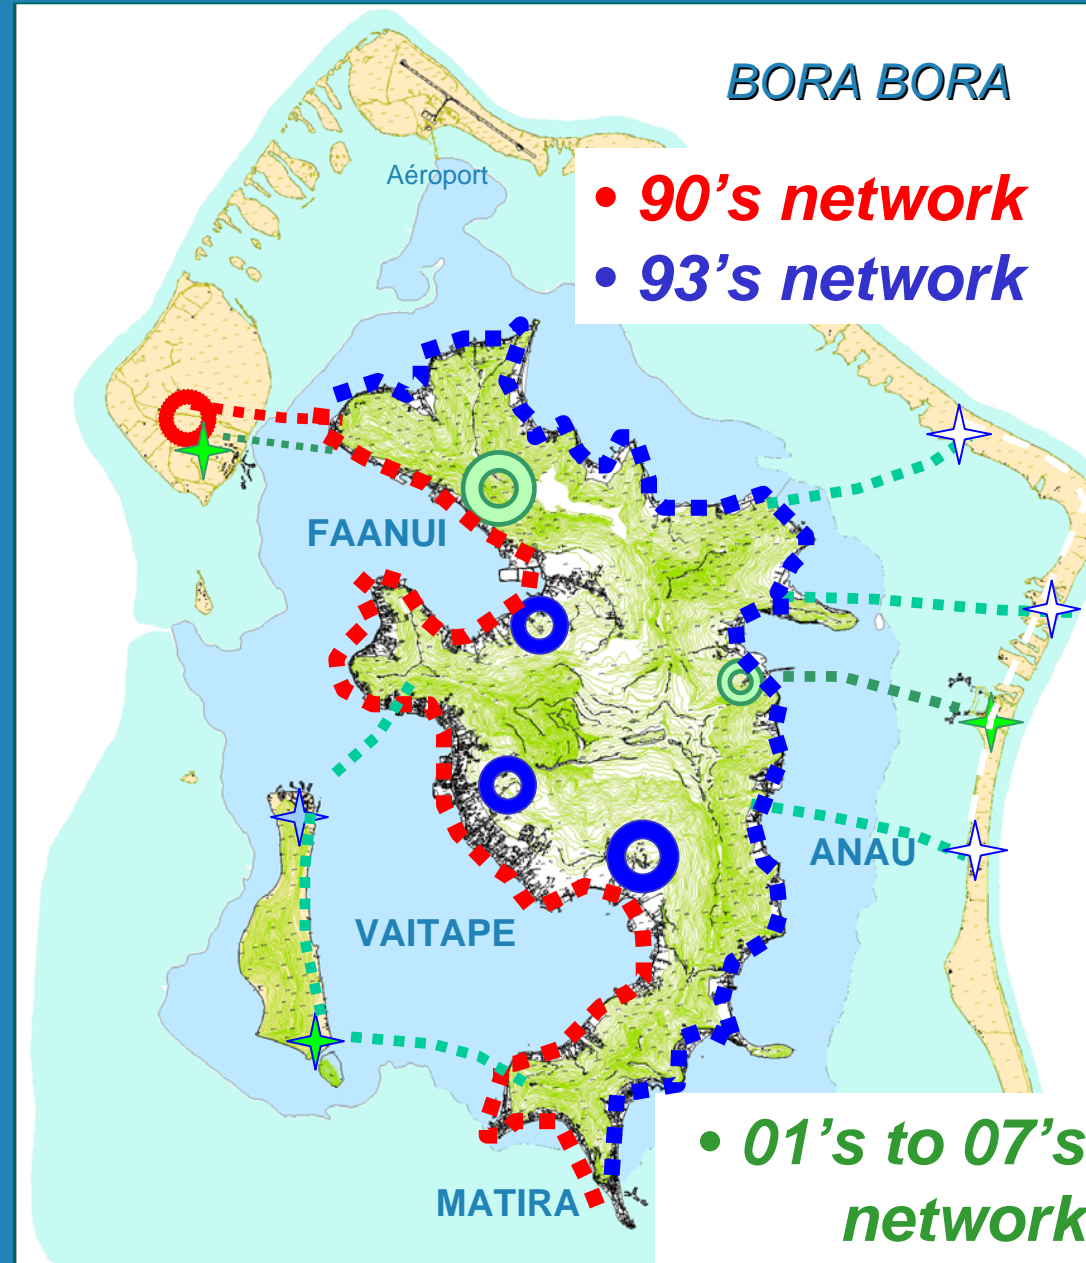 BORA BORA
Aéroport
• 90’s network
• 93’s network
FAANUI
ANAU
VAITAPE
MATIRA
• 01’s to 07’s
network